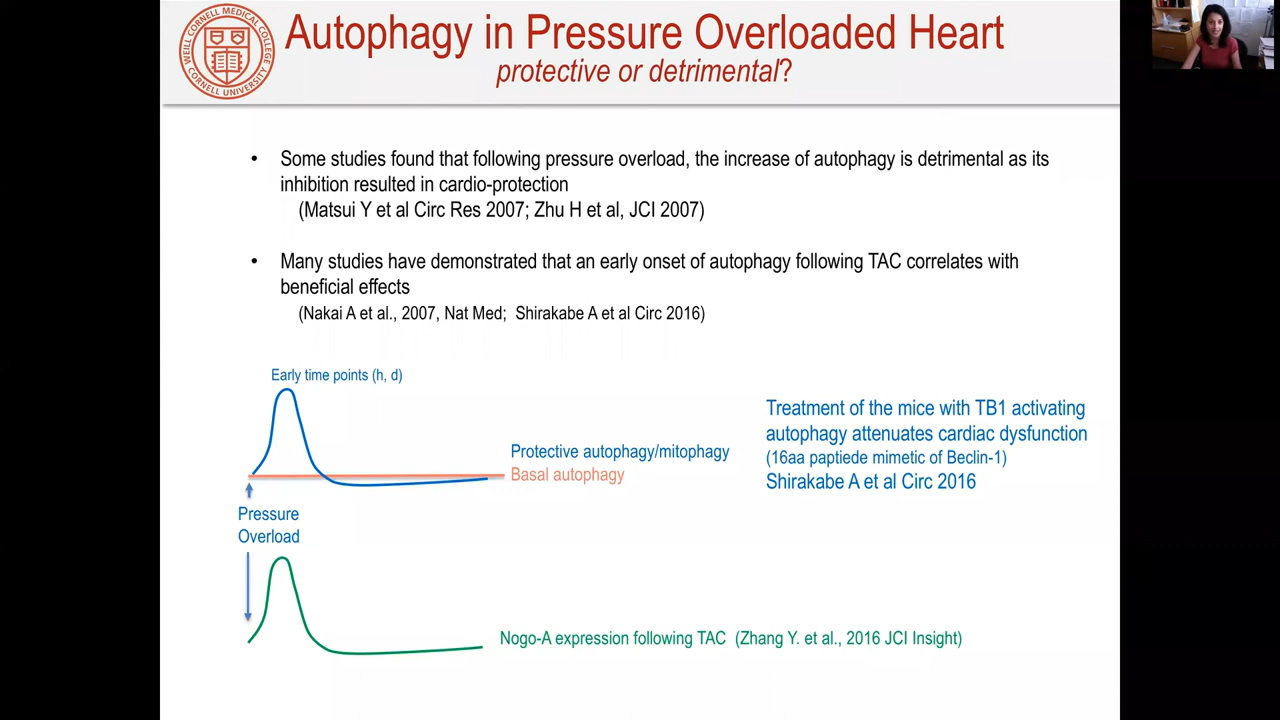 WEILL CORNELL MEDICAL COLLEGE
CORNELL UNIVERSITY
Autophagy in Pressure Overloaded Heart
protective or detrimental?
• Some studies found that following pressure overload, the increase of autophagy is detrimental as its
inhibition resulted in cardio-protection
(Matsui Y et al Circ Res 2007; Zhu H et al, JCI 2007)
• Many studies have demonstrated that an early onset of autophagy following TAC correlates with
beneficial effects
(Nakai A et al., 2007, Nat Med; Shirakabe A et al Circ 2016)
Early time points (h, d)
Protective autophagy/mitophagy
Basal autophagy
Treatment of the mice with TB1 activating
autophagy attenuates cardiac dysfunction
(16aa paptiede mimetic of Beclin-1)
Shirakabe A et al Circ 2016
Pressure
Overload
Nogo-A expression following TAC (Zhang Y. et al., 2016 JCI Insight)